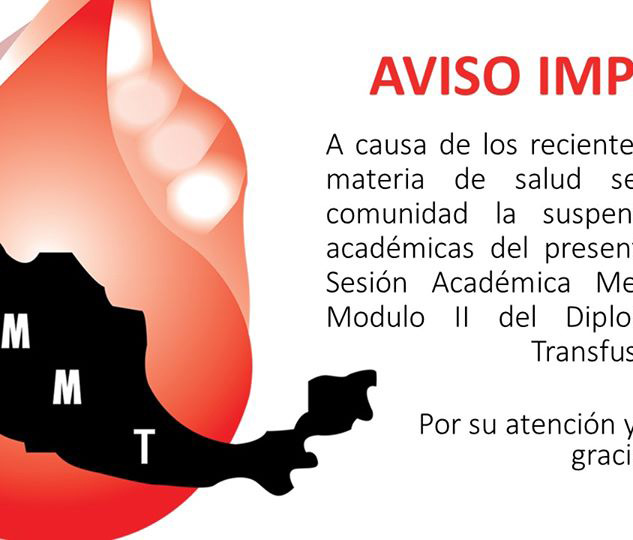 AVISO IMP
A causa de los reciente
materia de salud se
comunidad la suspen
académicas del presen
Sesión Académica Me
Modulo II del Diplo
Transfus
Por su atención y
graci
M
M
T